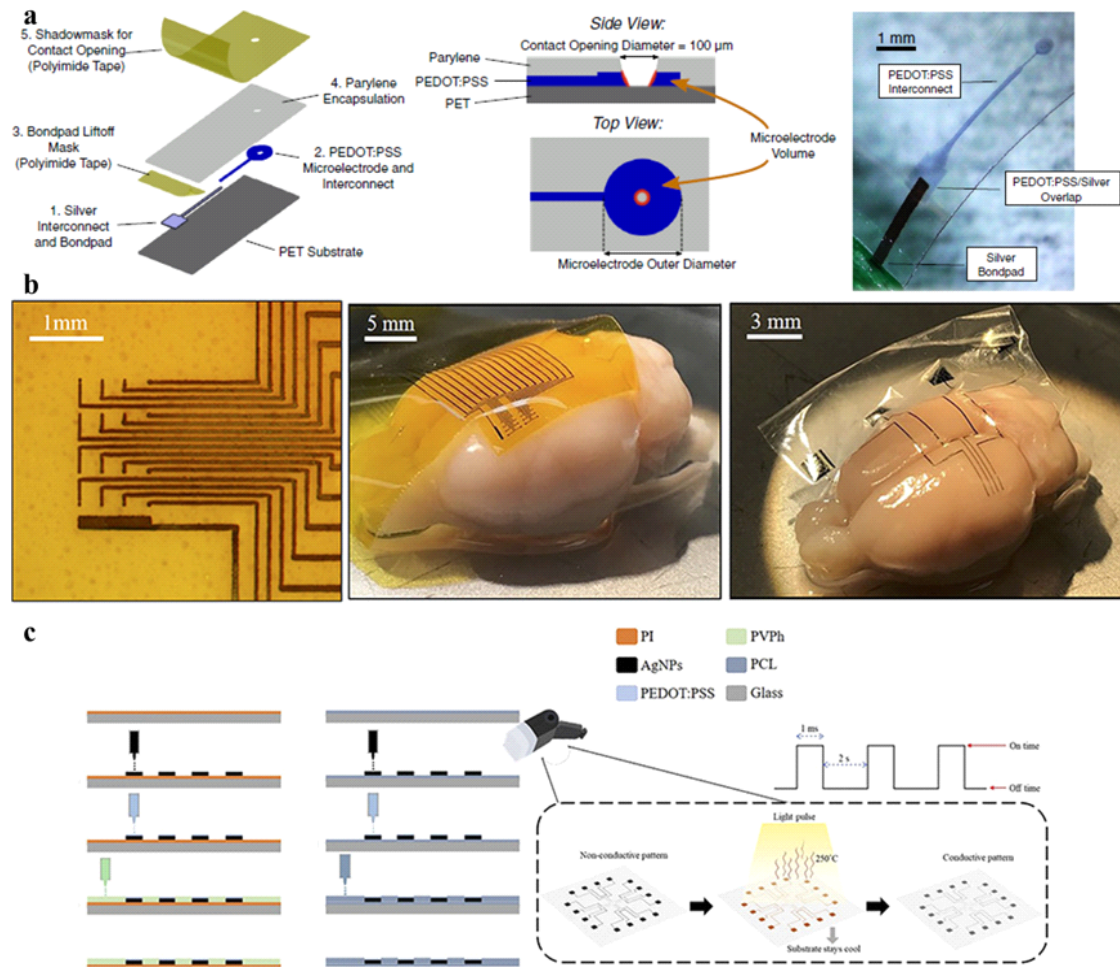 a
5. Shadowmask for
Contact Opening
(Polyimide Tape)
4. Parylene
Encapsulation
3. Bondpad Liftoff
Mask
(Polyimide Tape)
2. PEDOT:PSS
Microelectrode and
Interconnect
1. Silver
Interconnect
and Bondpad
PET Substrate
Side View:
Contact Opening Diameter = 100 µm
Parylene
PEDOT:PSS
PET
Top View:
Microelectrode
Volume
Microelectrode Outer Diameter
1 mm
PEDOT:PSS
Interconnect
PEDOT:PSS/Silver
Overlap
Silver
Bondpad
b
1mm
5 mm
3 mm
c
PI
PVPh
AgNPs
PCL
PEDOT:PSS
Glass
1 ms
2 s
On time
Off time
Light pulse
Non-conductive pattern
250°C
Conductive pattern
Substrate stays cool